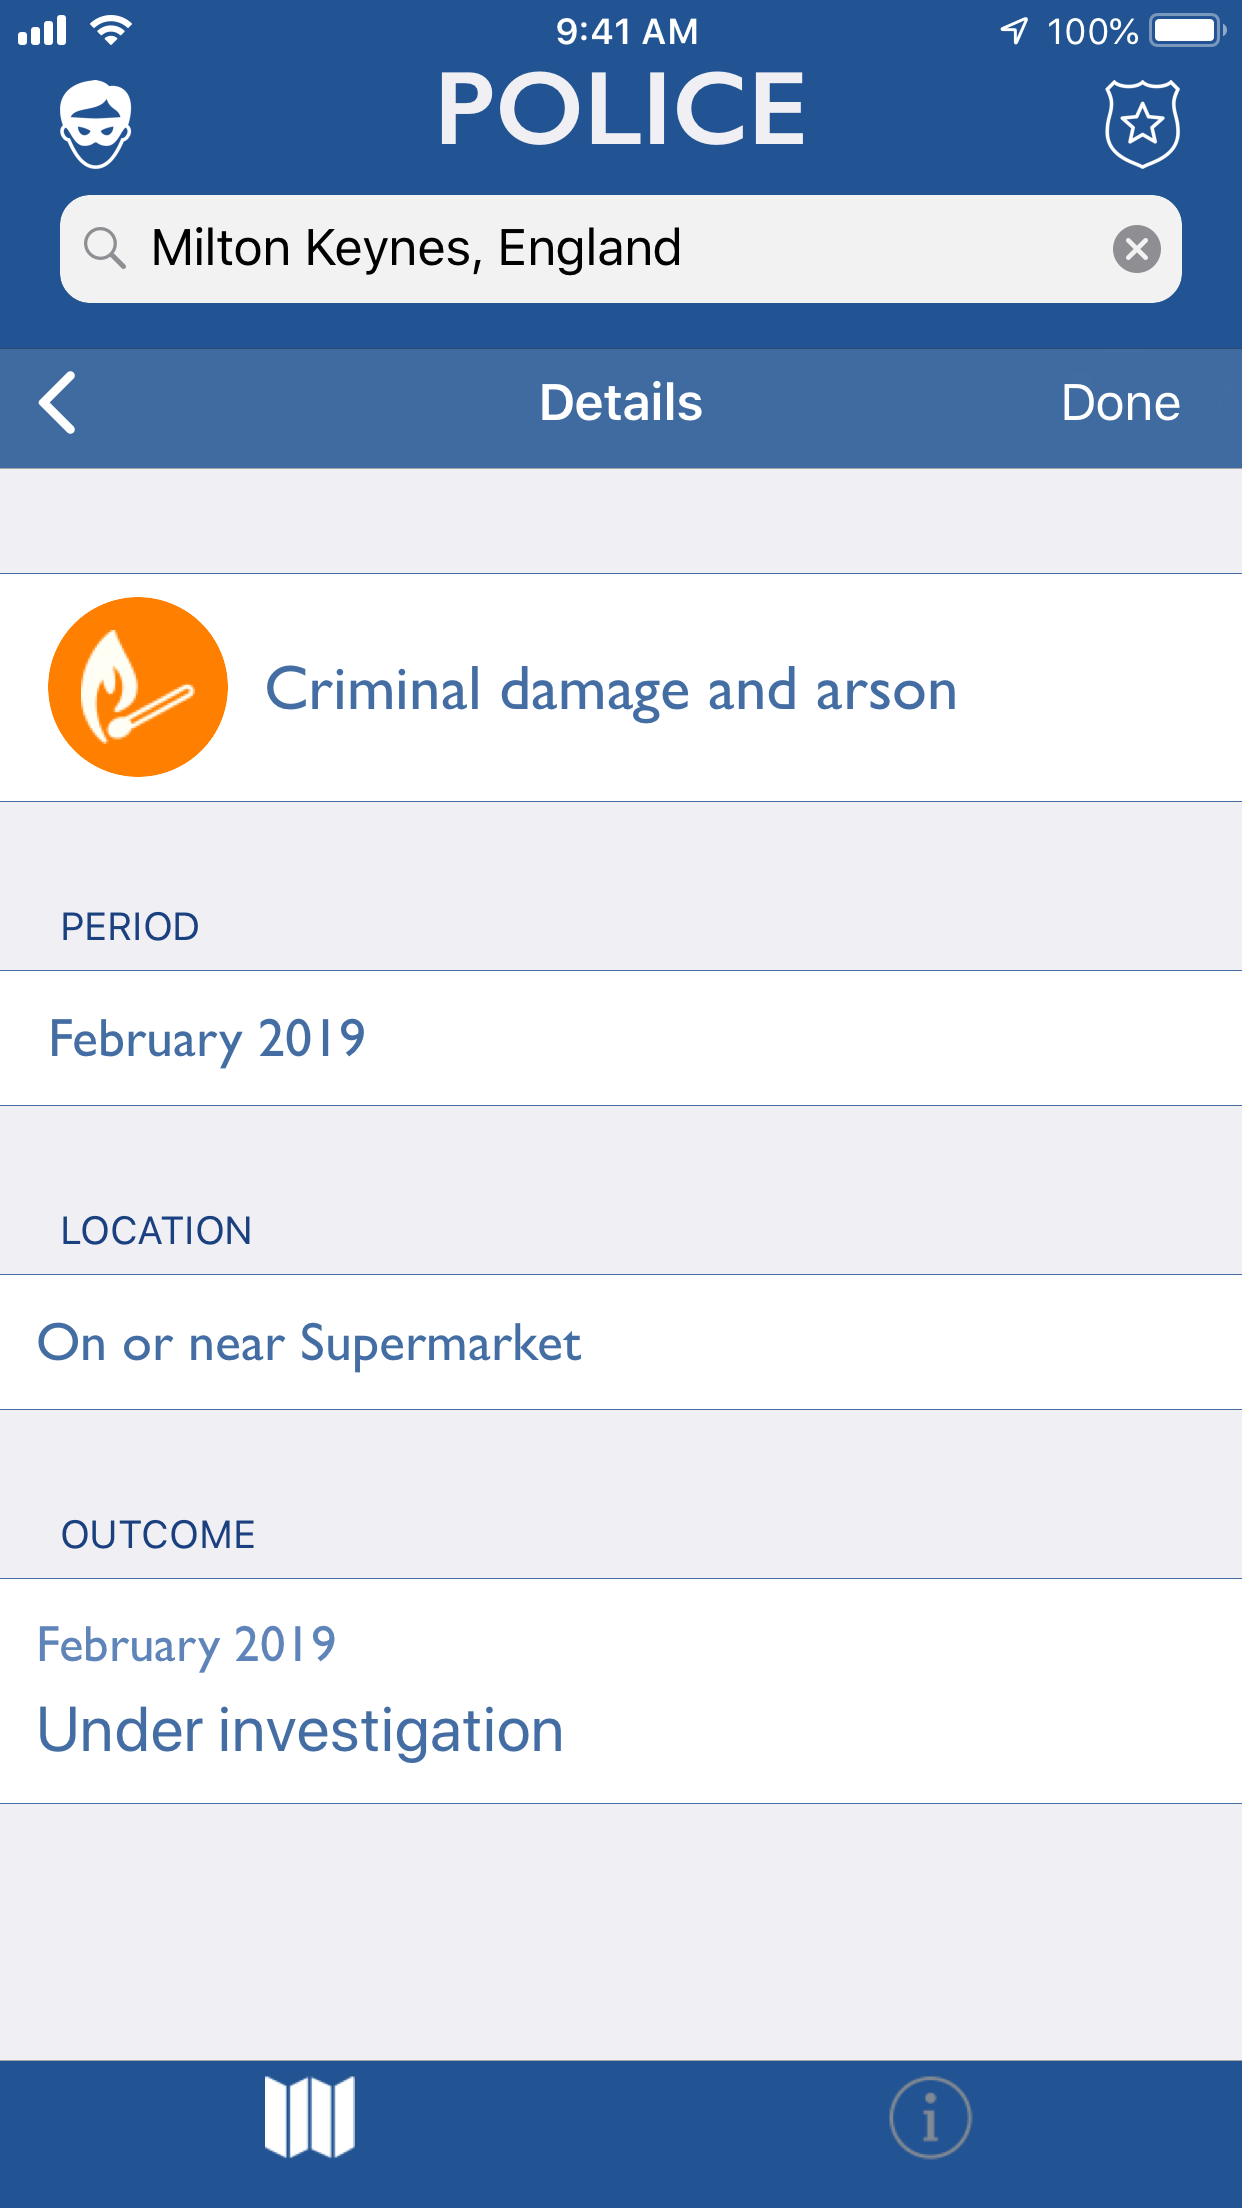 9:41 AM
100%
POLICE
Milton Keynes, England
Details
Done
Criminal damage and arson
PERIOD
February 2019
LOCATION
On or near Supermarket
OUTCOME
February 2019
Under investigation
i